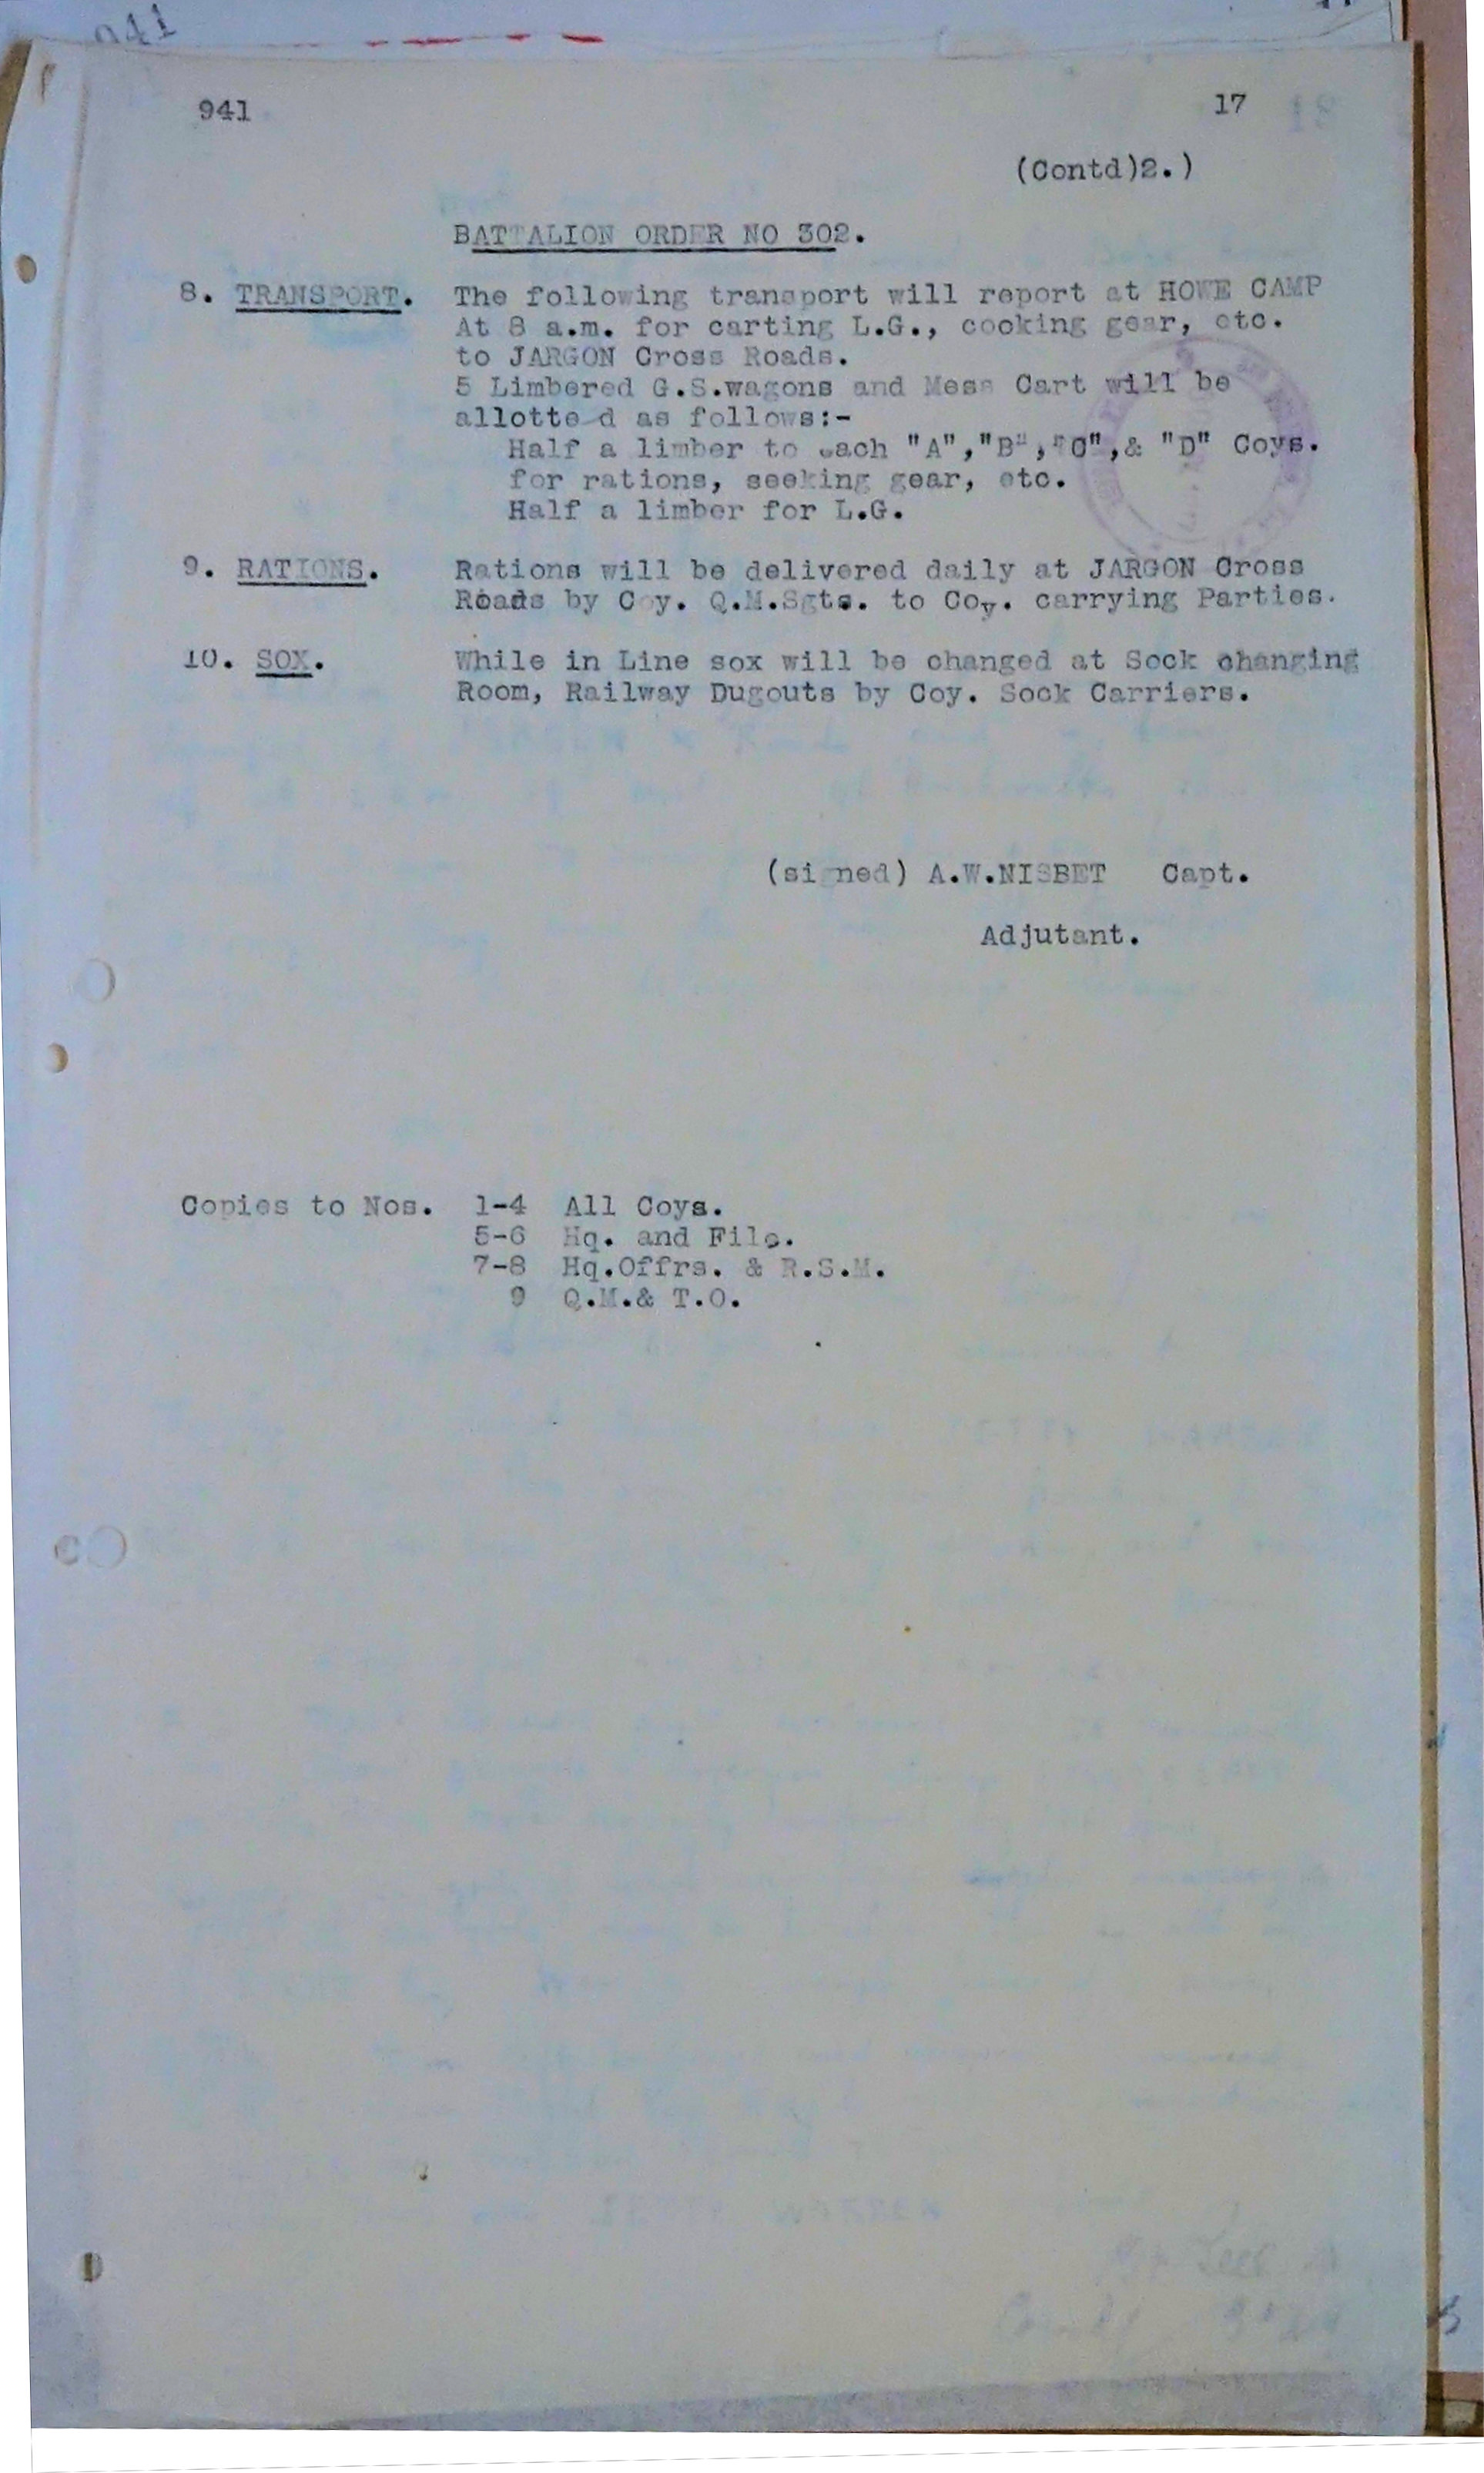 941
941 17
(Contd)2.)
BATTALION ORDER NO 302.
8. TRANSPORT. The following transport will report at HOWE CAMP
At 8 a.m. for carting L.G., cooking gear, etc.
to JARGON Cross Roads.
5 Limbered G.S.wagons and Mess Cart will be
allotte d as follows:-
Half a limber to each "A","B","C",& "D" Coys.
for rations, seeking gear, etc.
Half a limber for L.G.
9. RATIONS. Rations will be delivered daily at JARGON Cross
Roads by Coy. Q.M.Sgts. to Coy. carrying Parties.
10. SOX. While in Line sox will be changed at Sock changing
Room, Railway Dugouts by Coy. Sock Carriers.
(signed) A.W.NISBET Capt.
Adjutant.
Copies to Nos. 1-4 All Coys.
5-6 Hq. and File.
7-8 Hq.Offrs. & R.S.M.
9 Q.M.& T.O.